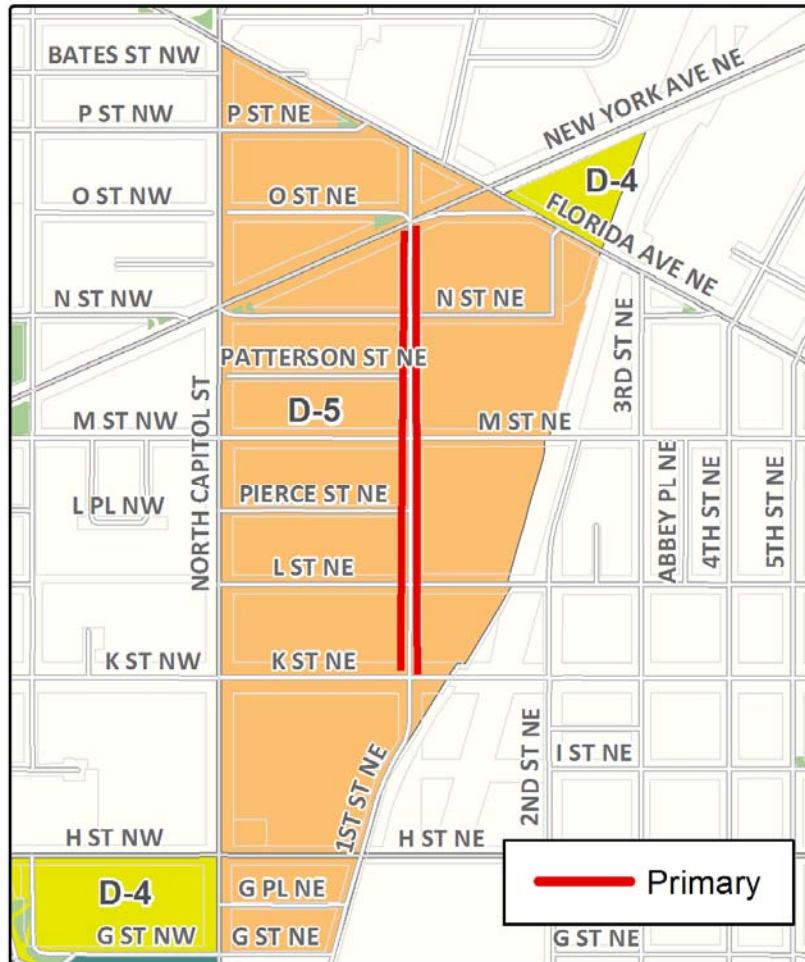 BATES ST NW
NEW YORK AVE NE
P ST NW
P ST NE
D-4
O ST NW
O ST NE
FLORIDA AVE NE
N ST NW
N ST NE
3RD ST NE
PATTERSON ST NE
NORTH CAPITOL ST
D-5
M ST NW
M ST NE
L PL NW
PIERCE ST NE
ABBEY PL NE
4TH ST NE
5TH ST NE
L ST NE
K ST NW
K ST NE
2ND ST NE
I ST NE
1ST ST NE
H ST NW
H ST NE
Primary
D-4
G PL NE
G ST NW
G ST NE
G ST NE